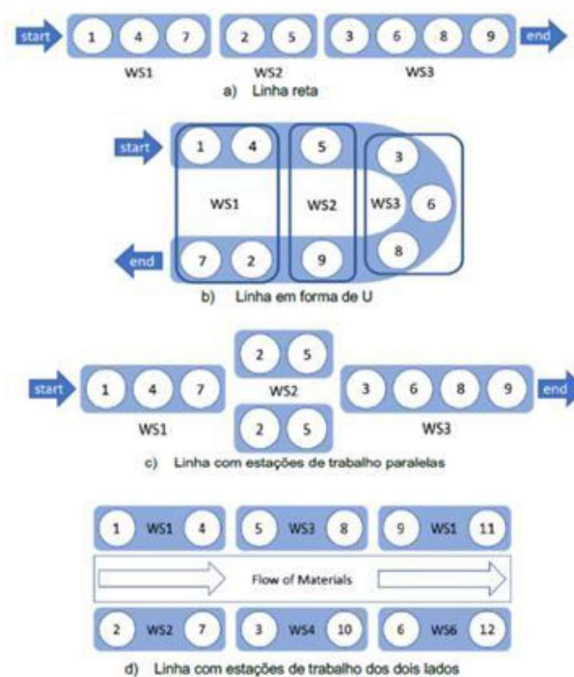 start 1 4 7 2 5 3 6 8 9 end
WS1 WS2 WS3
a) Linha reta
start 1 4 5 3
WS1 WS2 WS3 6
end 7 2 9 8
b) Linha em forma de U
2 5
start 1 4 7 WS2 3 6 8 9 end
WS1 2 5 WS3
c) Linha com estações de trabalho paralelas
1 WS1 4 5 WS3 8 9 WS1 11
Flow of Materials
2 WS2 7 3 WS4 10 6 WS6 12
d) Linha com estações de trabalho dos dois lados